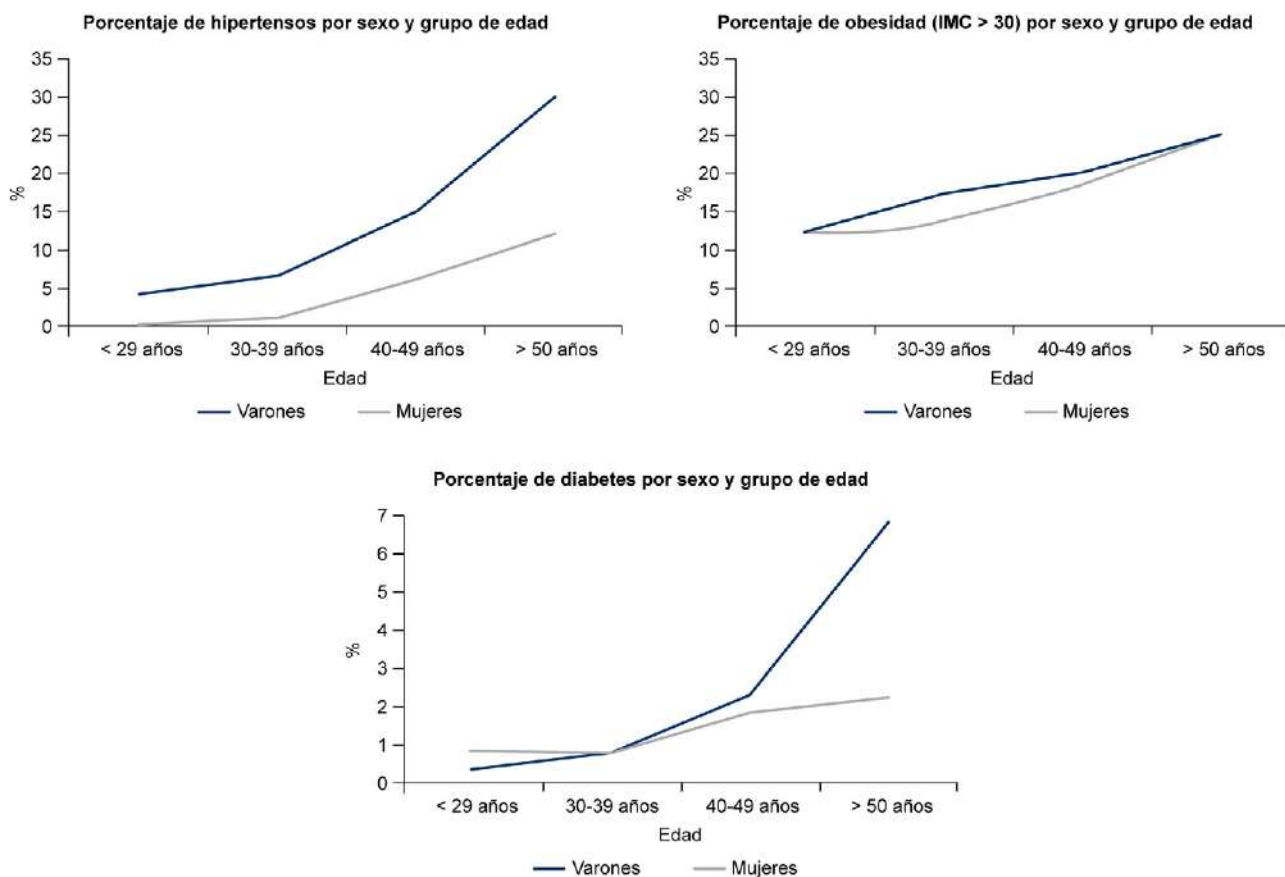 Porcentaje de hipertensos por sexo y grupo de edad
35
30
25
20
15
10
5
0
%
< 29 años 30-39 años 40-49 años > 50 años
Edad
Varones Mujeres
Porcentaje de obesidad (IMC > 30) por sexo y grupo de edad
35
30
25
20
15
10
5
0
%
< 29 años 30-39 años 40-49 años > 50 años
Edad
Varones Mujeres
Porcentaje de diabetes por sexo y grupo de edad
7
6
5
4
3
2
1
0
%
< 29 años 30-39 años 40-49 años > 50 años
Edad
Varones Mujeres